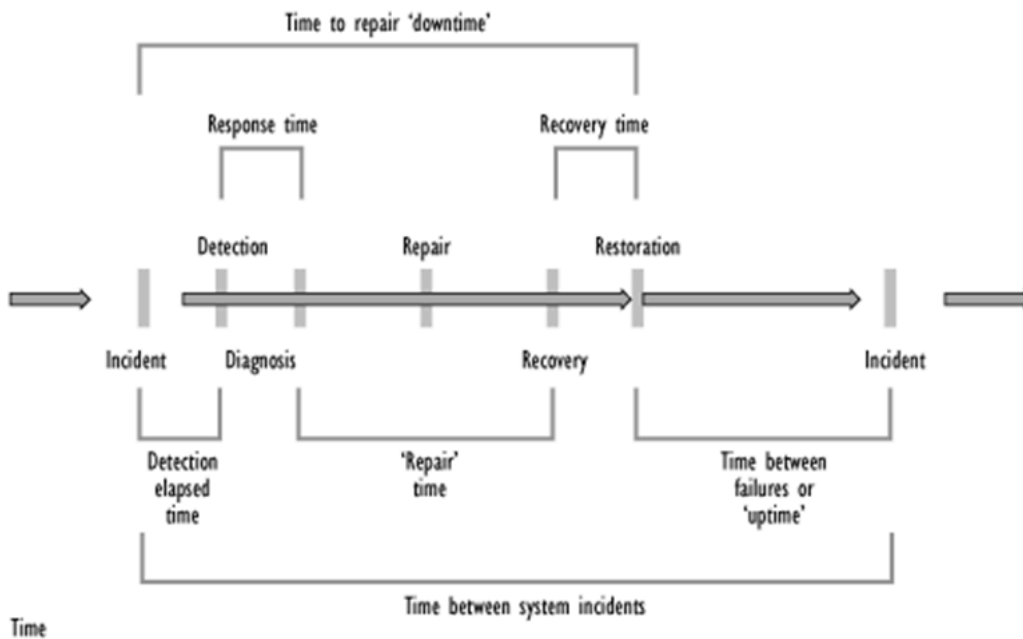 Time to repair ‘downtime’
Response time
Recovery time
Detection
Repair
Restoration
Incident
Diagnosis
Recovery
Incident
Detection
elapsed
time
‘Repair’
time
Time between
failures or
‘uptime’
Time between system incidents
Time